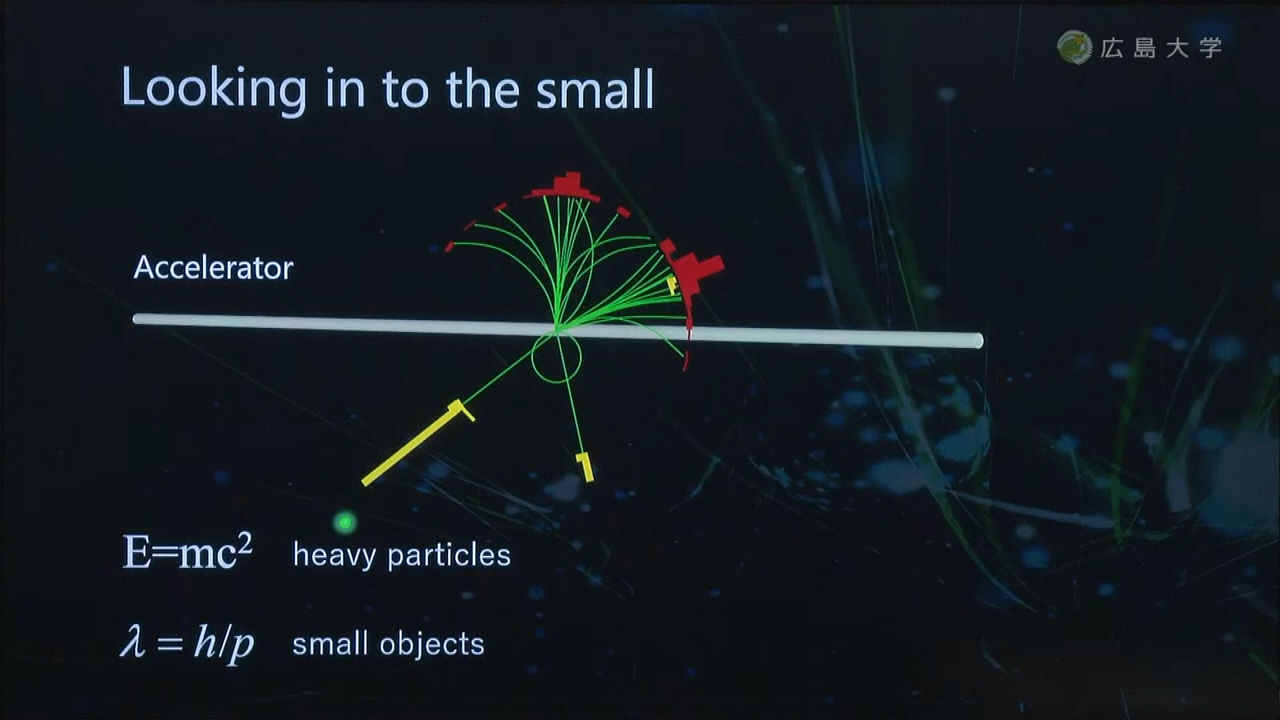 広島大学
Looking in to the small
Accelerator
E=mc² heavy particles
λ = h/p small objects